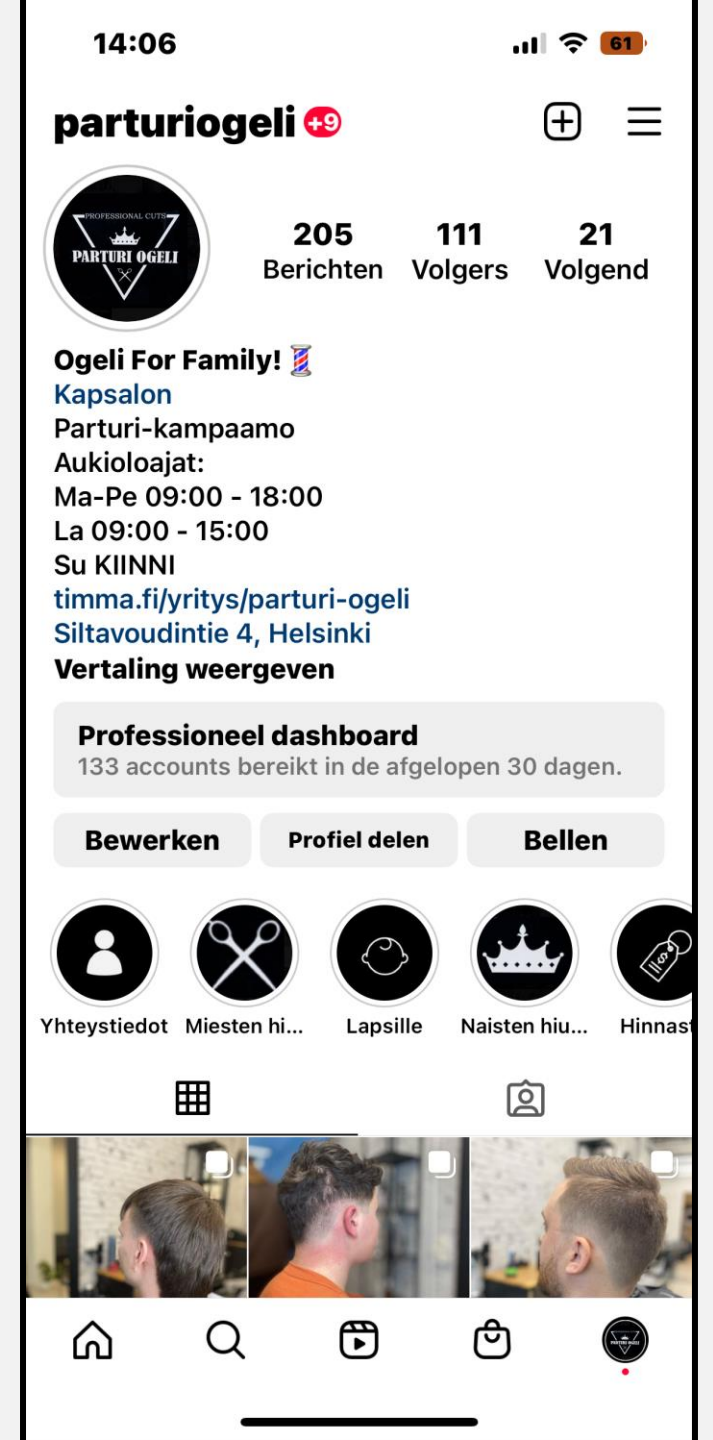 14:06
61
parturiogeli +9
PROFESSIONAL CUTS
PARTURI OGELI
205 111 21
Berichten Volgers Volgend
Ogeli For Family!
Kapsalon
Parturi-kampaamo
Aukioloajat:
Ma-Pe 09:00 - 18:00
La 09:00 - 15:00
Su KIINNI
timma.fi/yritys/parturi-ogeli
Siltavoudintie 4, Helsinki
Vertaling weergeven
Professioneel dashboard
133 accounts bereikt in de afgelopen 30 dagen.
Bewerken Profiel delen Bellen
Yhteystiedot Miesten hi... Lapsille Naisten hiu... Hinnast
PARTURI OGELI